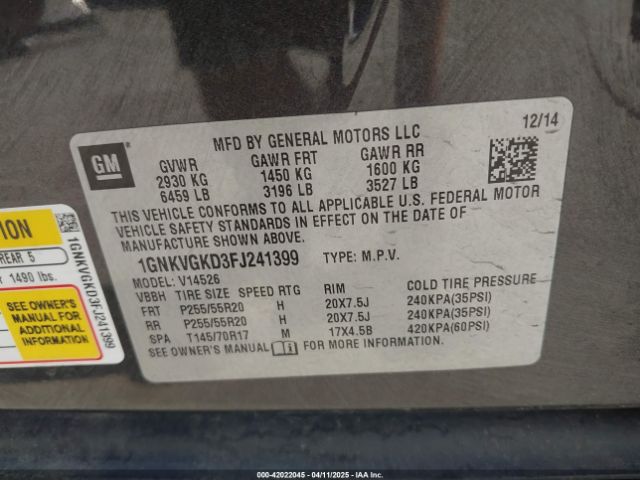 GM
MFD BY GENERAL MOTORS LLC
12/14
GVWR GAWR FRT GAWR RR
2930 KG 1450 KG 1600 KG
6459 LB 3196 LB 3527 LB
THIS VEHICLE CONFORMS TO ALL APPLICABLE U.S. FEDERAL MOTOR
VEHICLE SAFETY STANDARDS IN EFFECT ON THE DATE OF
MANUFACTURE SHOWN ABOVE.
1GNKVGKD3FJ241399 TYPE: M.P.V.
MODEL: V14526
VBBH TIRE SIZE SPEED RTG RIM COLD TIRE PRESSURE
FRT P255/55R20 H 20X7.5J 240KPA(35PSI)
RR P255/55R20 H 20X7.5J 240KPA(35PSI)
SPA T145/70R17 M 17X4.5B 420KPA(60PSI)
SEE OWNER'S MANUAL FOR MORE INFORMATION.
REAR 5
1490 lbs.
SEE OWNER'S
MANUAL FOR
ADDITIONAL
INFORMATION
1GNKVGKD3FJ241399
000-42022045 - 04/11/2025 - IAAI.COM